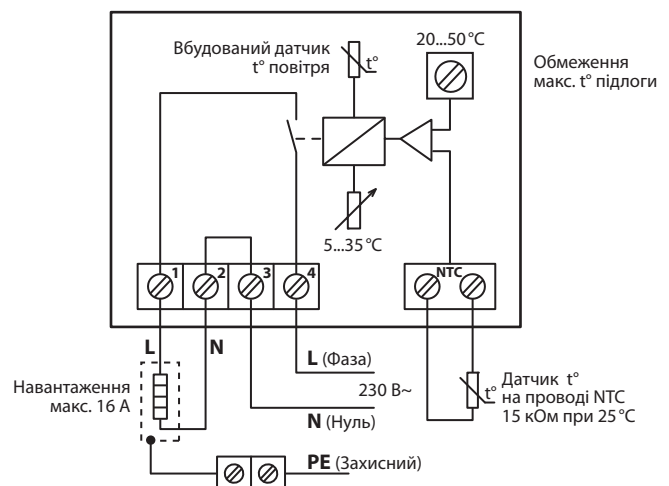 Вбудований датчик
t° повітря
t°
20...50 °C
Обмеження
макс. t° підлоги
5...35 °C
1
2
3
4
NTC
L
N
L (Фаза)
230 В~
N (Нуль)
Навантаження
макс. 16 А
t°
Датчик t°
на проводі NTC
15 кОм при 25 °C
PE (Захисний)